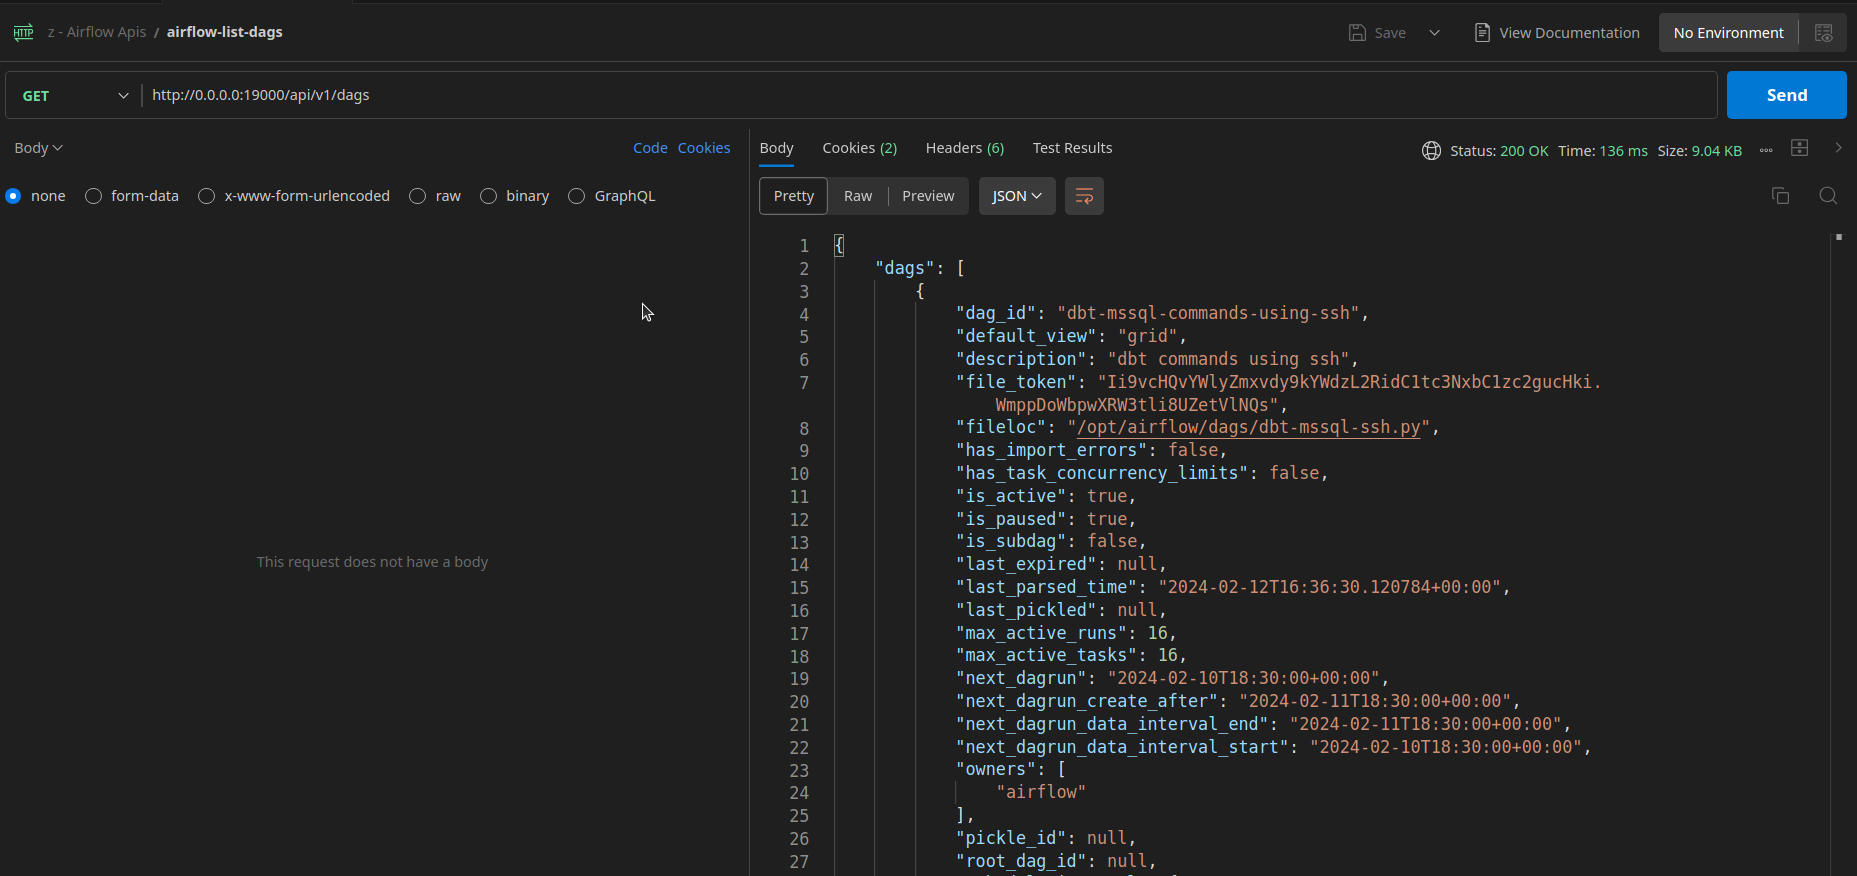 HTTP z - Airflow Apis / airflow-list-dags Save View Documentation No Environment
GET http://0.0.0.0:19000/api/v1/dags Send
Body Code Cookies
none form-data x-www-form-urlencoded raw binary GraphQL
This request does not have a body
Body Cookies (2) Headers (6) Test Results Status: 200 OK Time: 136 ms Size: 9.04 KB
Pretty Raw Preview JSON
1 {
2 "dags": [
3 {
4 "dag_id": "dbt-mssql-commands-using-ssh",
5 "default_view": "grid",
6 "description": "dbt commands using ssh",
7 "file_token": "Ii9vcHQvYWlyZmxvdy9kYWdzL2RidC1tc3NxbC1zc2gucHki.
WmppDoWbpwXRW3tli8UZetVlNQs",
8 "fileloc": "/opt/airflow/dags/dbt-mssql-ssh.py",
9 "has_import_errors": false,
10 "has_task_concurrency_limits": false,
11 "is_active": true,
12 "is_paused": true,
13 "is_subdag": false,
14 "last_expired": null,
15 "last_parsed_time": "2024-02-12T16:36:30.120784+00:00",
16 "last_pickled": null,
17 "max_active_runs": 16,
18 "max_active_tasks": 16,
19 "next_dagrun": "2024-02-10T18:30:00+00:00",
20 "next_dagrun_create_after": "2024-02-11T18:30:00+00:00",
21 "next_dagrun_data_interval_end": "2024-02-11T18:30:00+00:00",
22 "next_dagrun_data_interval_start": "2024-02-10T18:30:00+00:00",
23 "owners": [
24 "airflow"
25 ],
26 "pickle_id": null,
27 "root_dag_id": null,